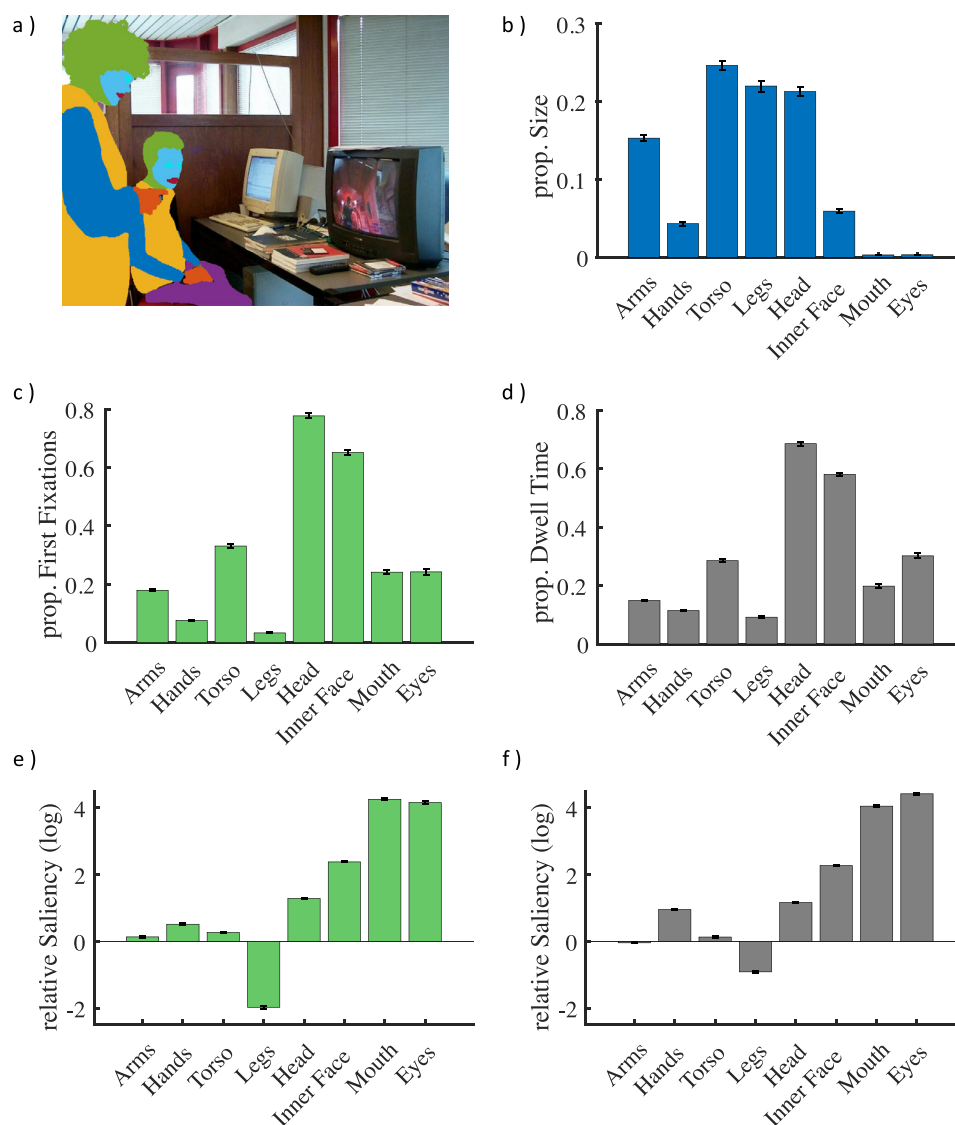 a )
b )
prop. Size
0.3
0.2
0.1
0
Arms
Hands
Torso
Legs
Head
Inner Face
Mouth
Eyes
c )
prop. First Fixations
0.8
0.6
0.4
0.2
0
Arms
Hands
Torso
Legs
Head
Inner Face
Mouth
Eyes
d )
prop. Dwell Time
0.8
0.6
0.4
0.2
0
Arms
Hands
Torso
Legs
Head
Inner Face
Mouth
Eyes
e )
relative Saliency (log)
4
2
0
-2
Arms
Hands
Torso
Legs
Head
Inner Face
Mouth
Eyes
f )
relative Saliency (log)
4
2
0
-2
Arms
Hands
Torso
Legs
Head
Inner Face
Mouth
Eyes